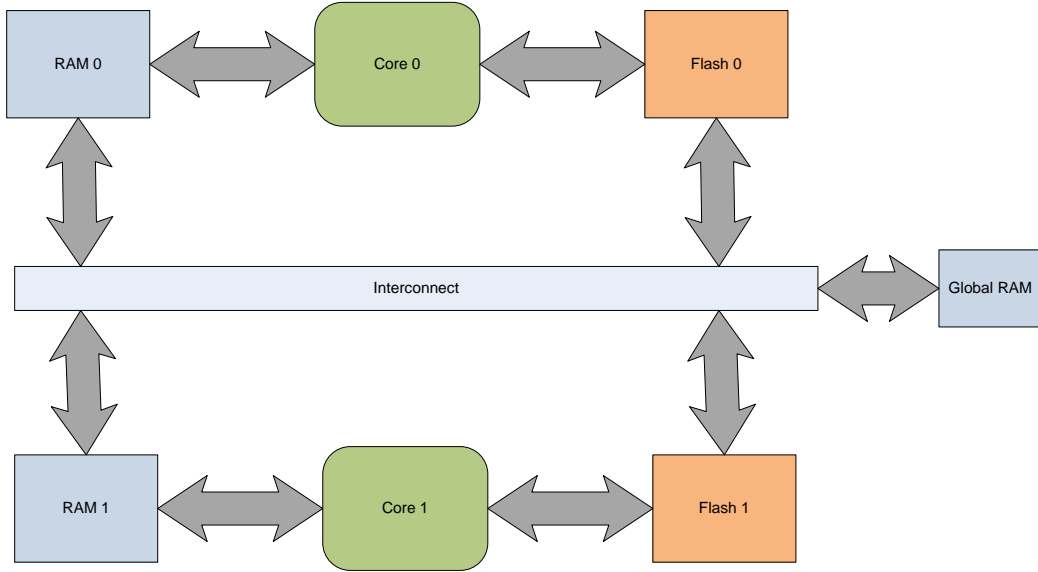 RAM 0
Core 0
Flash 0
Interconnect
Global RAM
RAM 1
Core 1
Flash 1